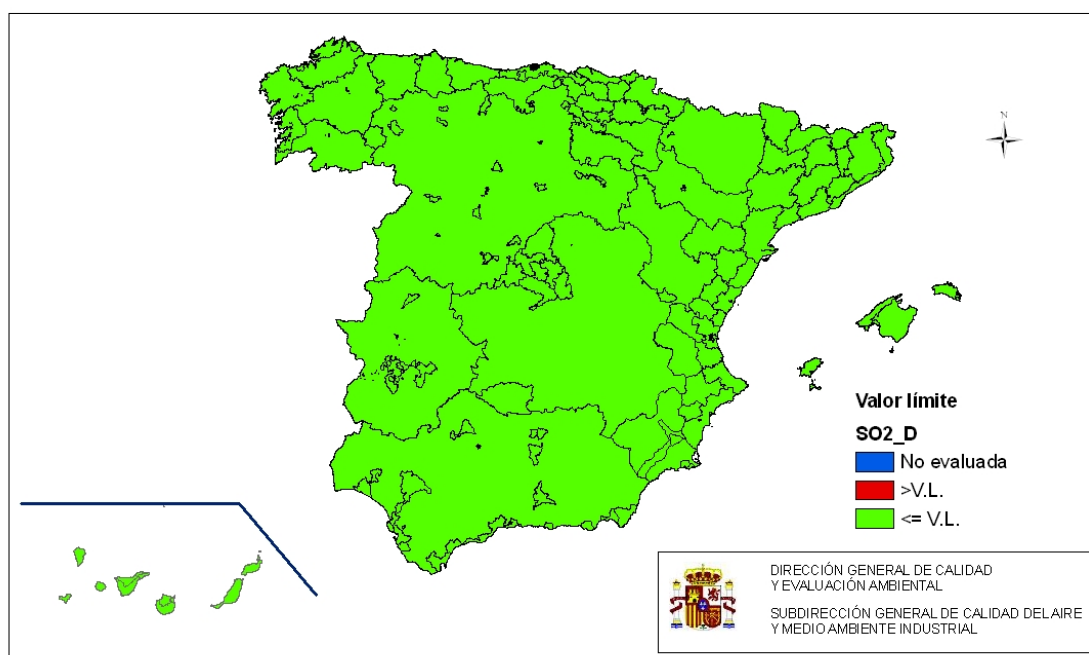 N
Valor límite
SO2_D
No evaluada
>V.L.
<= V.L.
DIRECCIÓN GENERAL DE CALIDAD
Y EVALUACIÓN AMBIENTAL
SUBDIRECCIÓN GENERAL DE CALIDAD DEL AIRE
Y MEDIO AMBIENTE INDUSTRIAL